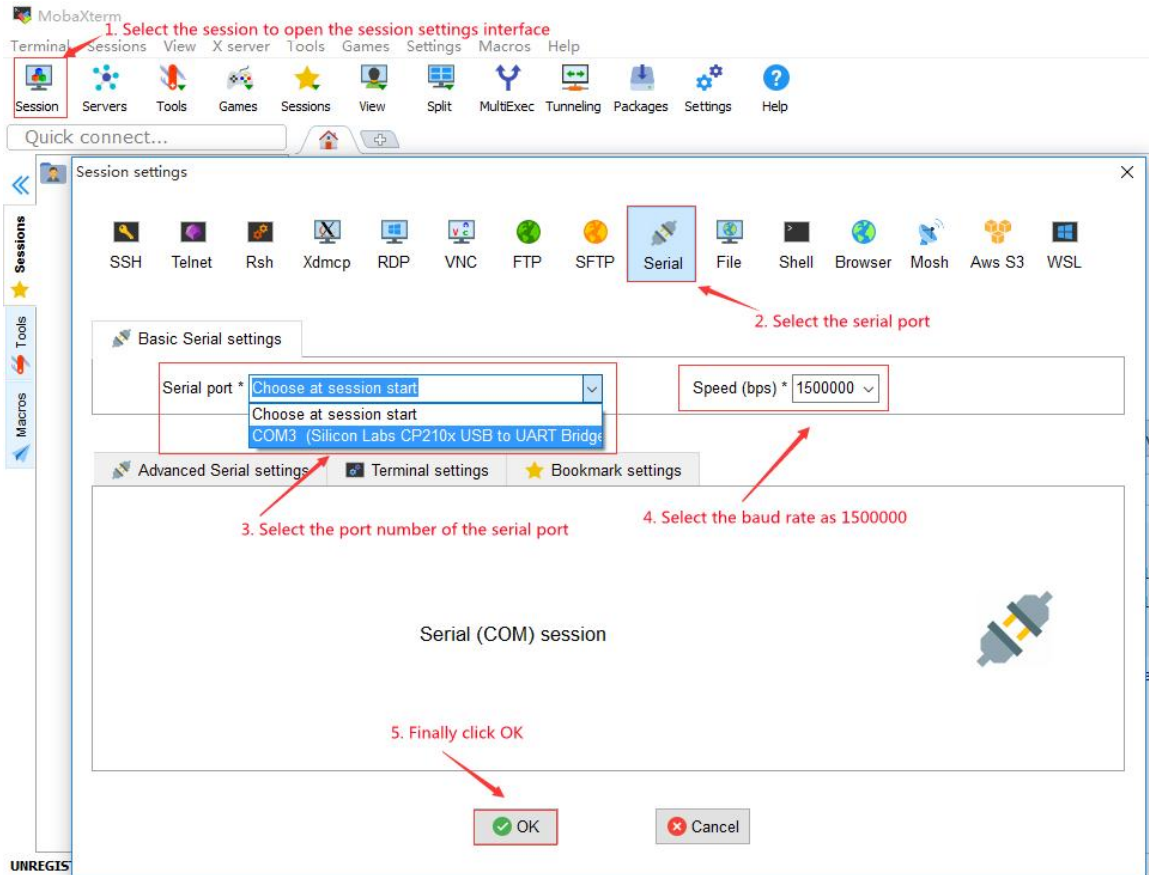 MobaXterm
1. Select the session to open the session settings interface
Terminal Sessions View X server Tools Games Settings Macros Help
Session Servers Tools Games Sessions View Split MultiExec Tunneling Packages Settings Help
Quick connect...
Session settings
Sessions
Tools
Macros
SSH Telnet Rsh Xdmcp RDP VNC FTP SFTP Serial File Shell Browser Mosh Aws S3 WSL
2. Select the serial port
Basic Serial settings
Serial port * Choose at session start Speed (bps) * 1500000
Choose at session start
COM3 (Silicon Labs CP210x USB to UART Bridge
Advanced Serial settings Terminal settings Bookmark settings
3. Select the port number of the serial port
4. Select the baud rate as 1500000
Serial (COM) session
5. Finally click OK
OK Cancel
UNREGIS